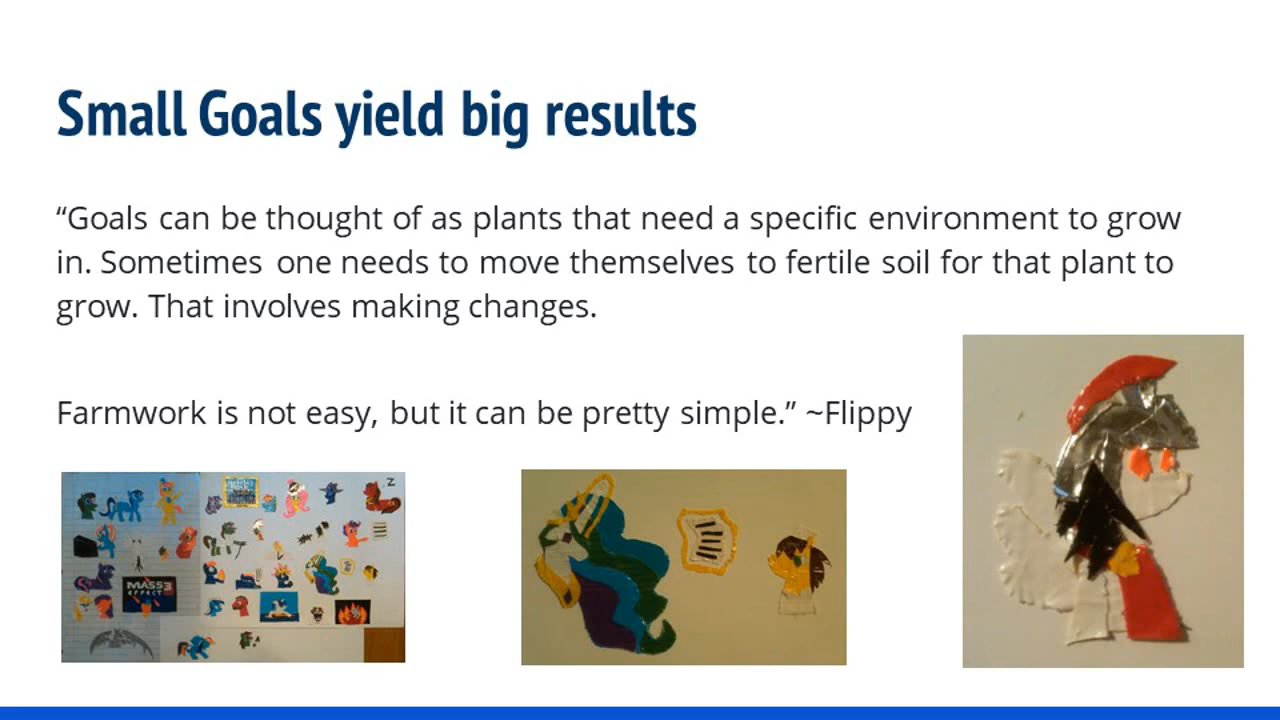 Small Goals yield big results
“Goals can be thought of as plants that need a specific environment to grow
in. Sometimes one needs to move themselves to fertile soil for that plant to
grow. That involves making changes.
Farmwork is not easy, but it can be pretty simple.” ~Flippy
Z
MASS 3
EFFECT